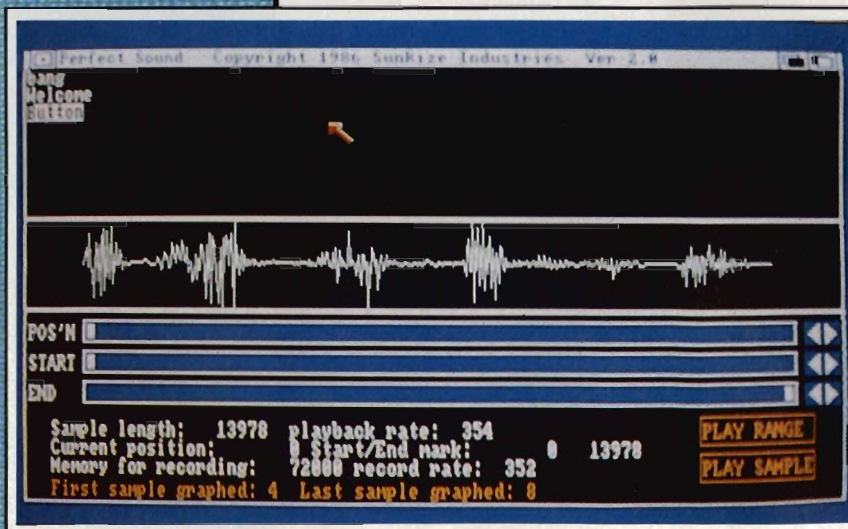 Perfect Sound Copyright 1986 SunRize Industries Ver 2.0
bang
Welcome
Button
POS'N
START
END
Sample length: 13978 playback rate: 354
Current position: 0 Start/End mark: 0 13978
Memory for recording: 72000 record rate: 352
First sample graphed: 4 Last sample graphed: 8
PLAY RANGE
PLAY SAMPLE